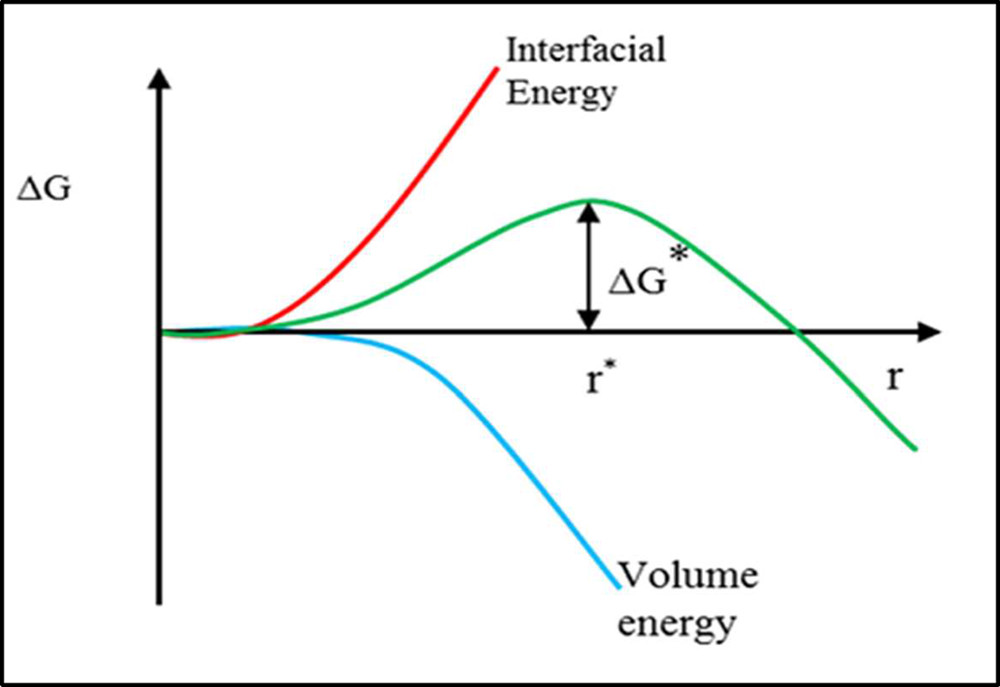 Interfacial
Energy
ΔG
ΔG*
r*
r
Volume
energy